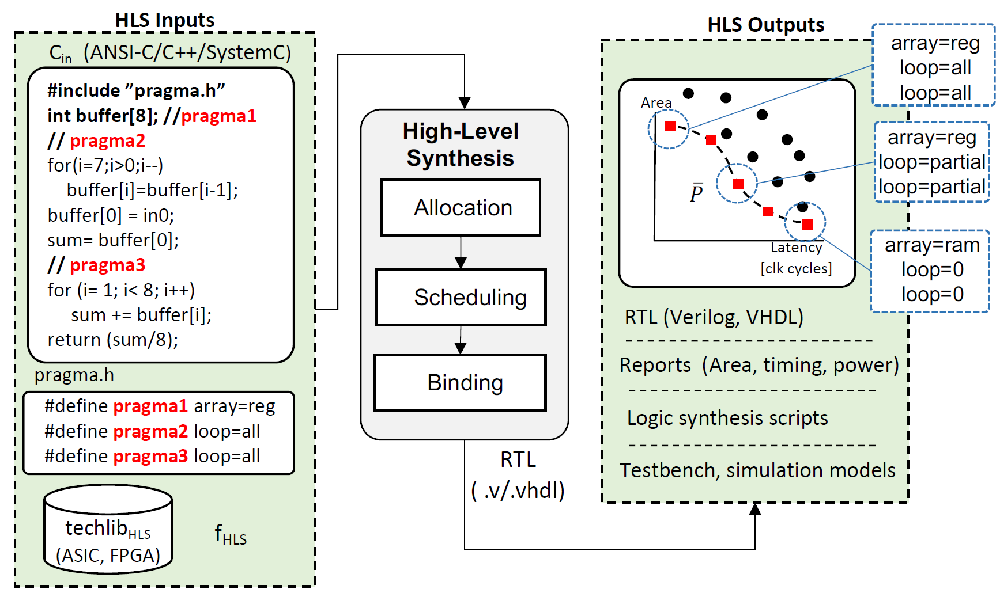 HLS Inputs
C_in (ANSI-C/C++/SystemC)
#include ”pragma.h”
int buffer[8]; //pragma1
// pragma2
for(i=7;i>0;i--)
buffer[i]=buffer[i-1];
buffer[0] = in0;
sum= buffer[0];
// pragma3
for (i= 1; i< 8; i++)
sum += buffer[i];
return (sum/8);
pragma.h
#define pragma1 array=reg
#define pragma2 loop=all
#define pragma3 loop=all
techlib_HLS
(ASIC, FPGA)
f_HLS
High-Level
Synthesis
Allocation
Scheduling
Binding
RTL
( .v/.vhdl)
HLS Outputs
Area
P̅
Latency
[clk cycles]
array=reg
loop=all
loop=all
array=reg
loop=partial
loop=partial
array=ram
loop=0
loop=0
RTL (Verilog, VHDL)
Reports (Area, timing, power)
Logic synthesis scripts
Testbench, simulation models